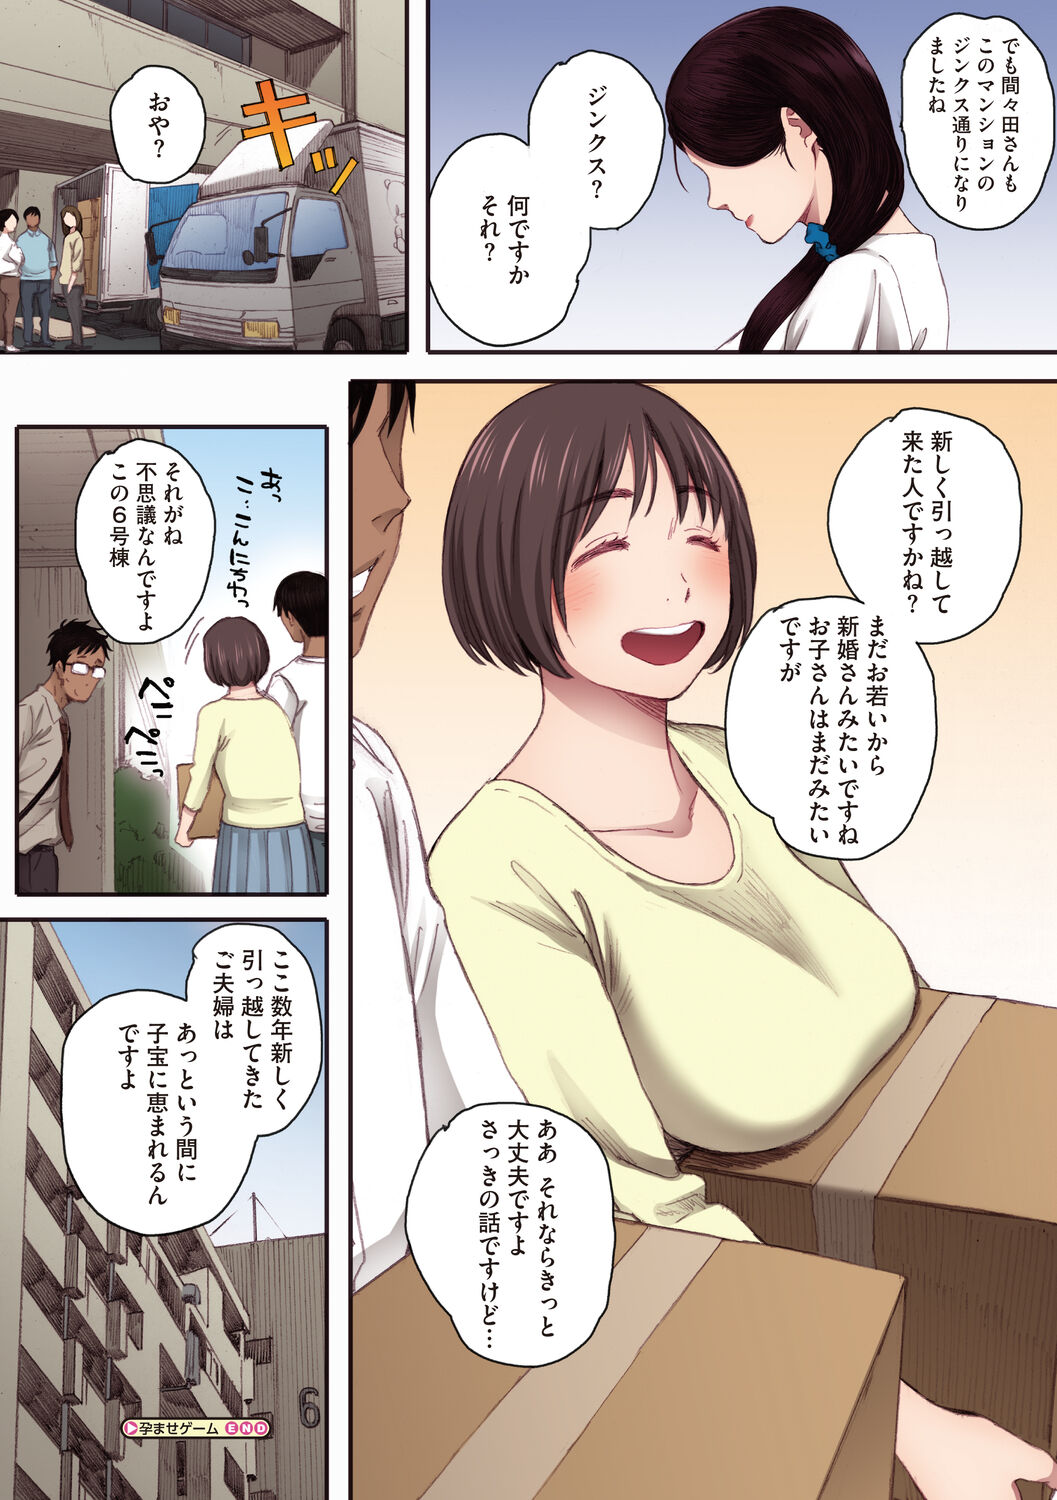 でも間々田さんも
このマンションの
ジンクス通りになり
ましたね
ジンクス?
何ですか
それ?
キッ
おや?
新しく引っ越して
来た人ですかね?
まだお若いから
新婚さんみたいですね
お子さんはまだみたい
ですが
ああ それならきっと
大丈夫ですよ
さっきの話ですけど…
あっ
こ…こんにちわっ
ぺこ
ぺこっ
それがね
不思議なんですよ
この6号棟
ここ数年新しく
引っ越してきた
ご夫婦は
あっという間に
子宝に恵まれるん
ですよ
6
孕ませゲーム END